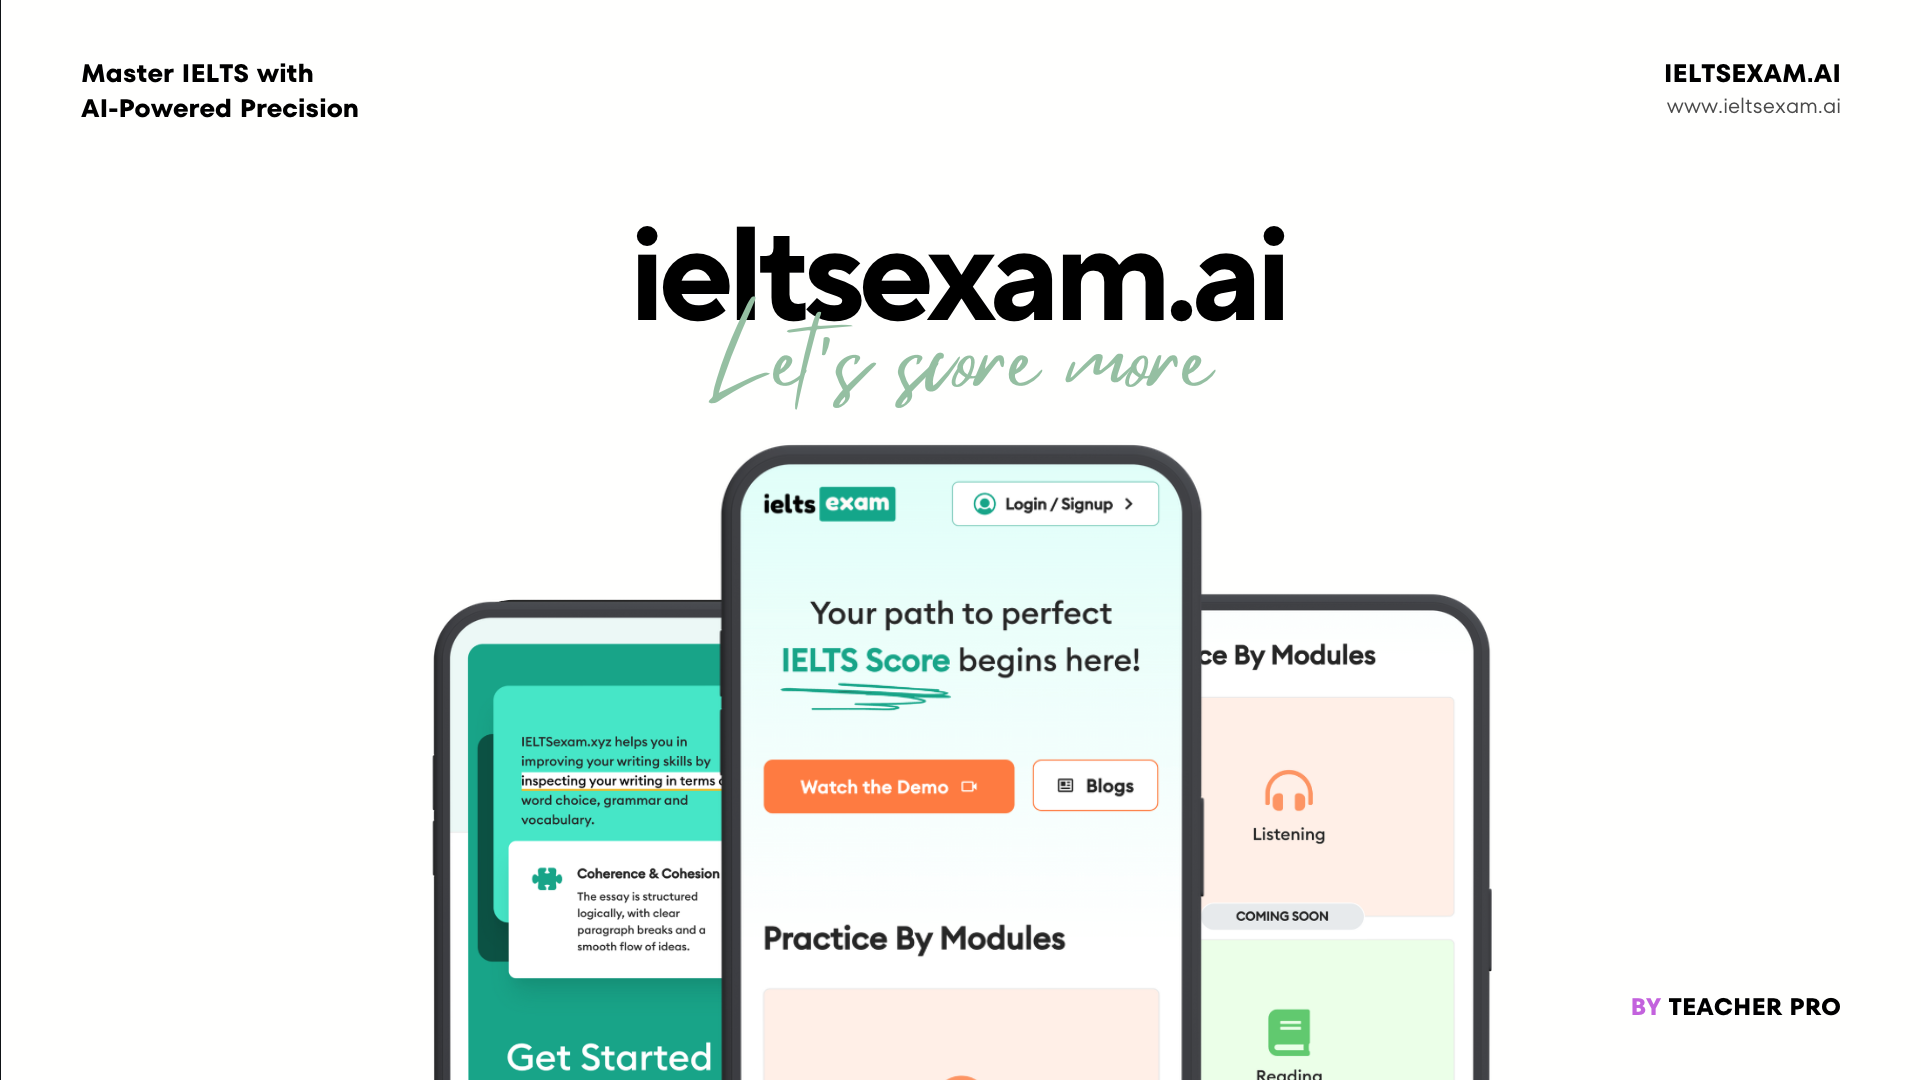 Master IELTS with
AI-Powered Precision
IELTSEXAM.AI
www.ieltsexam.ai
ieltsexam.ai
Let's score more
ielts exam
Login / Signup
Your path to perfect
IELTS Score begins here!
Watch the Demo
Blogs
Practice By Modules
IELTSexam.xyz helps you in
improving your writing skills by
inspecting your writing in terms
word choice, grammar and
vocabulary.
Coherence & Cohesion
The essay is structured
logically, with clear
paragraph breaks and a
smooth flow of ideas.
Get Started
ce By Modules
Listening
COMING SOON
Reading
BY TEACHER PRO